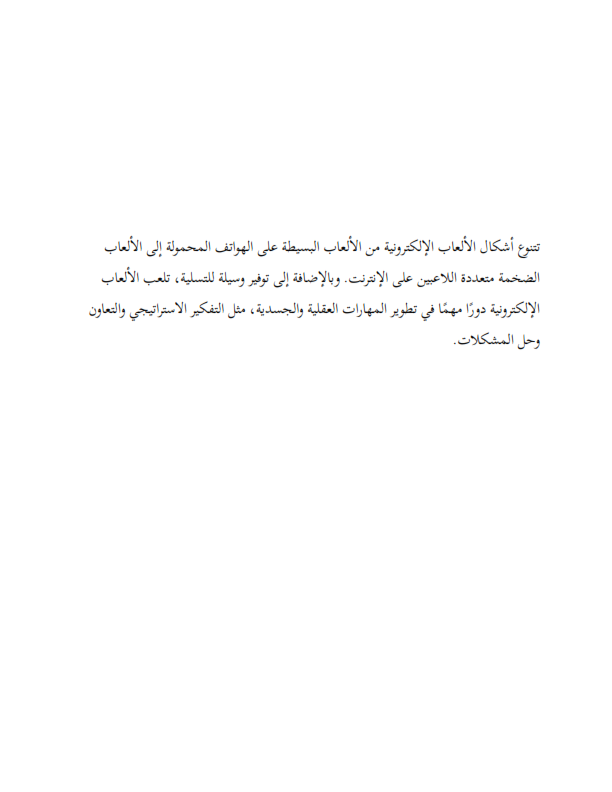 تتنوع أشكال الألعاب الإلكترونية من الألعاب البسيطة على الهواتف المحمولة إلى الألعاب
الضخمة متعددة اللاعبين على الإنترنت. وبالإضافة إلى توفير وسيلة للتسلية، تلعب الألعاب
الإلكترونية دورًا مهمًا في تطوير المهارات العقلية والجسدية، مثل التفكير الاستراتيجي والتعاون
وحل المشكلات.